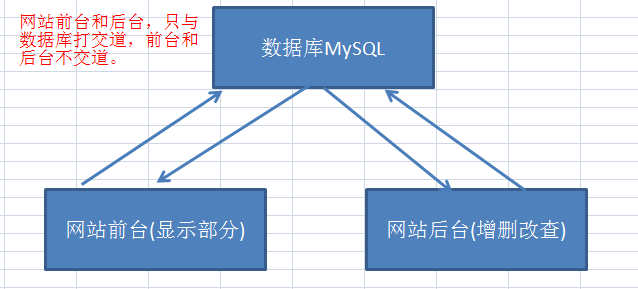 网站前台和后台，只与
数据库打交道，前台和
后台不交道。
数据库MySQL
网站前台(显示部分)
网站后台(增删改查)